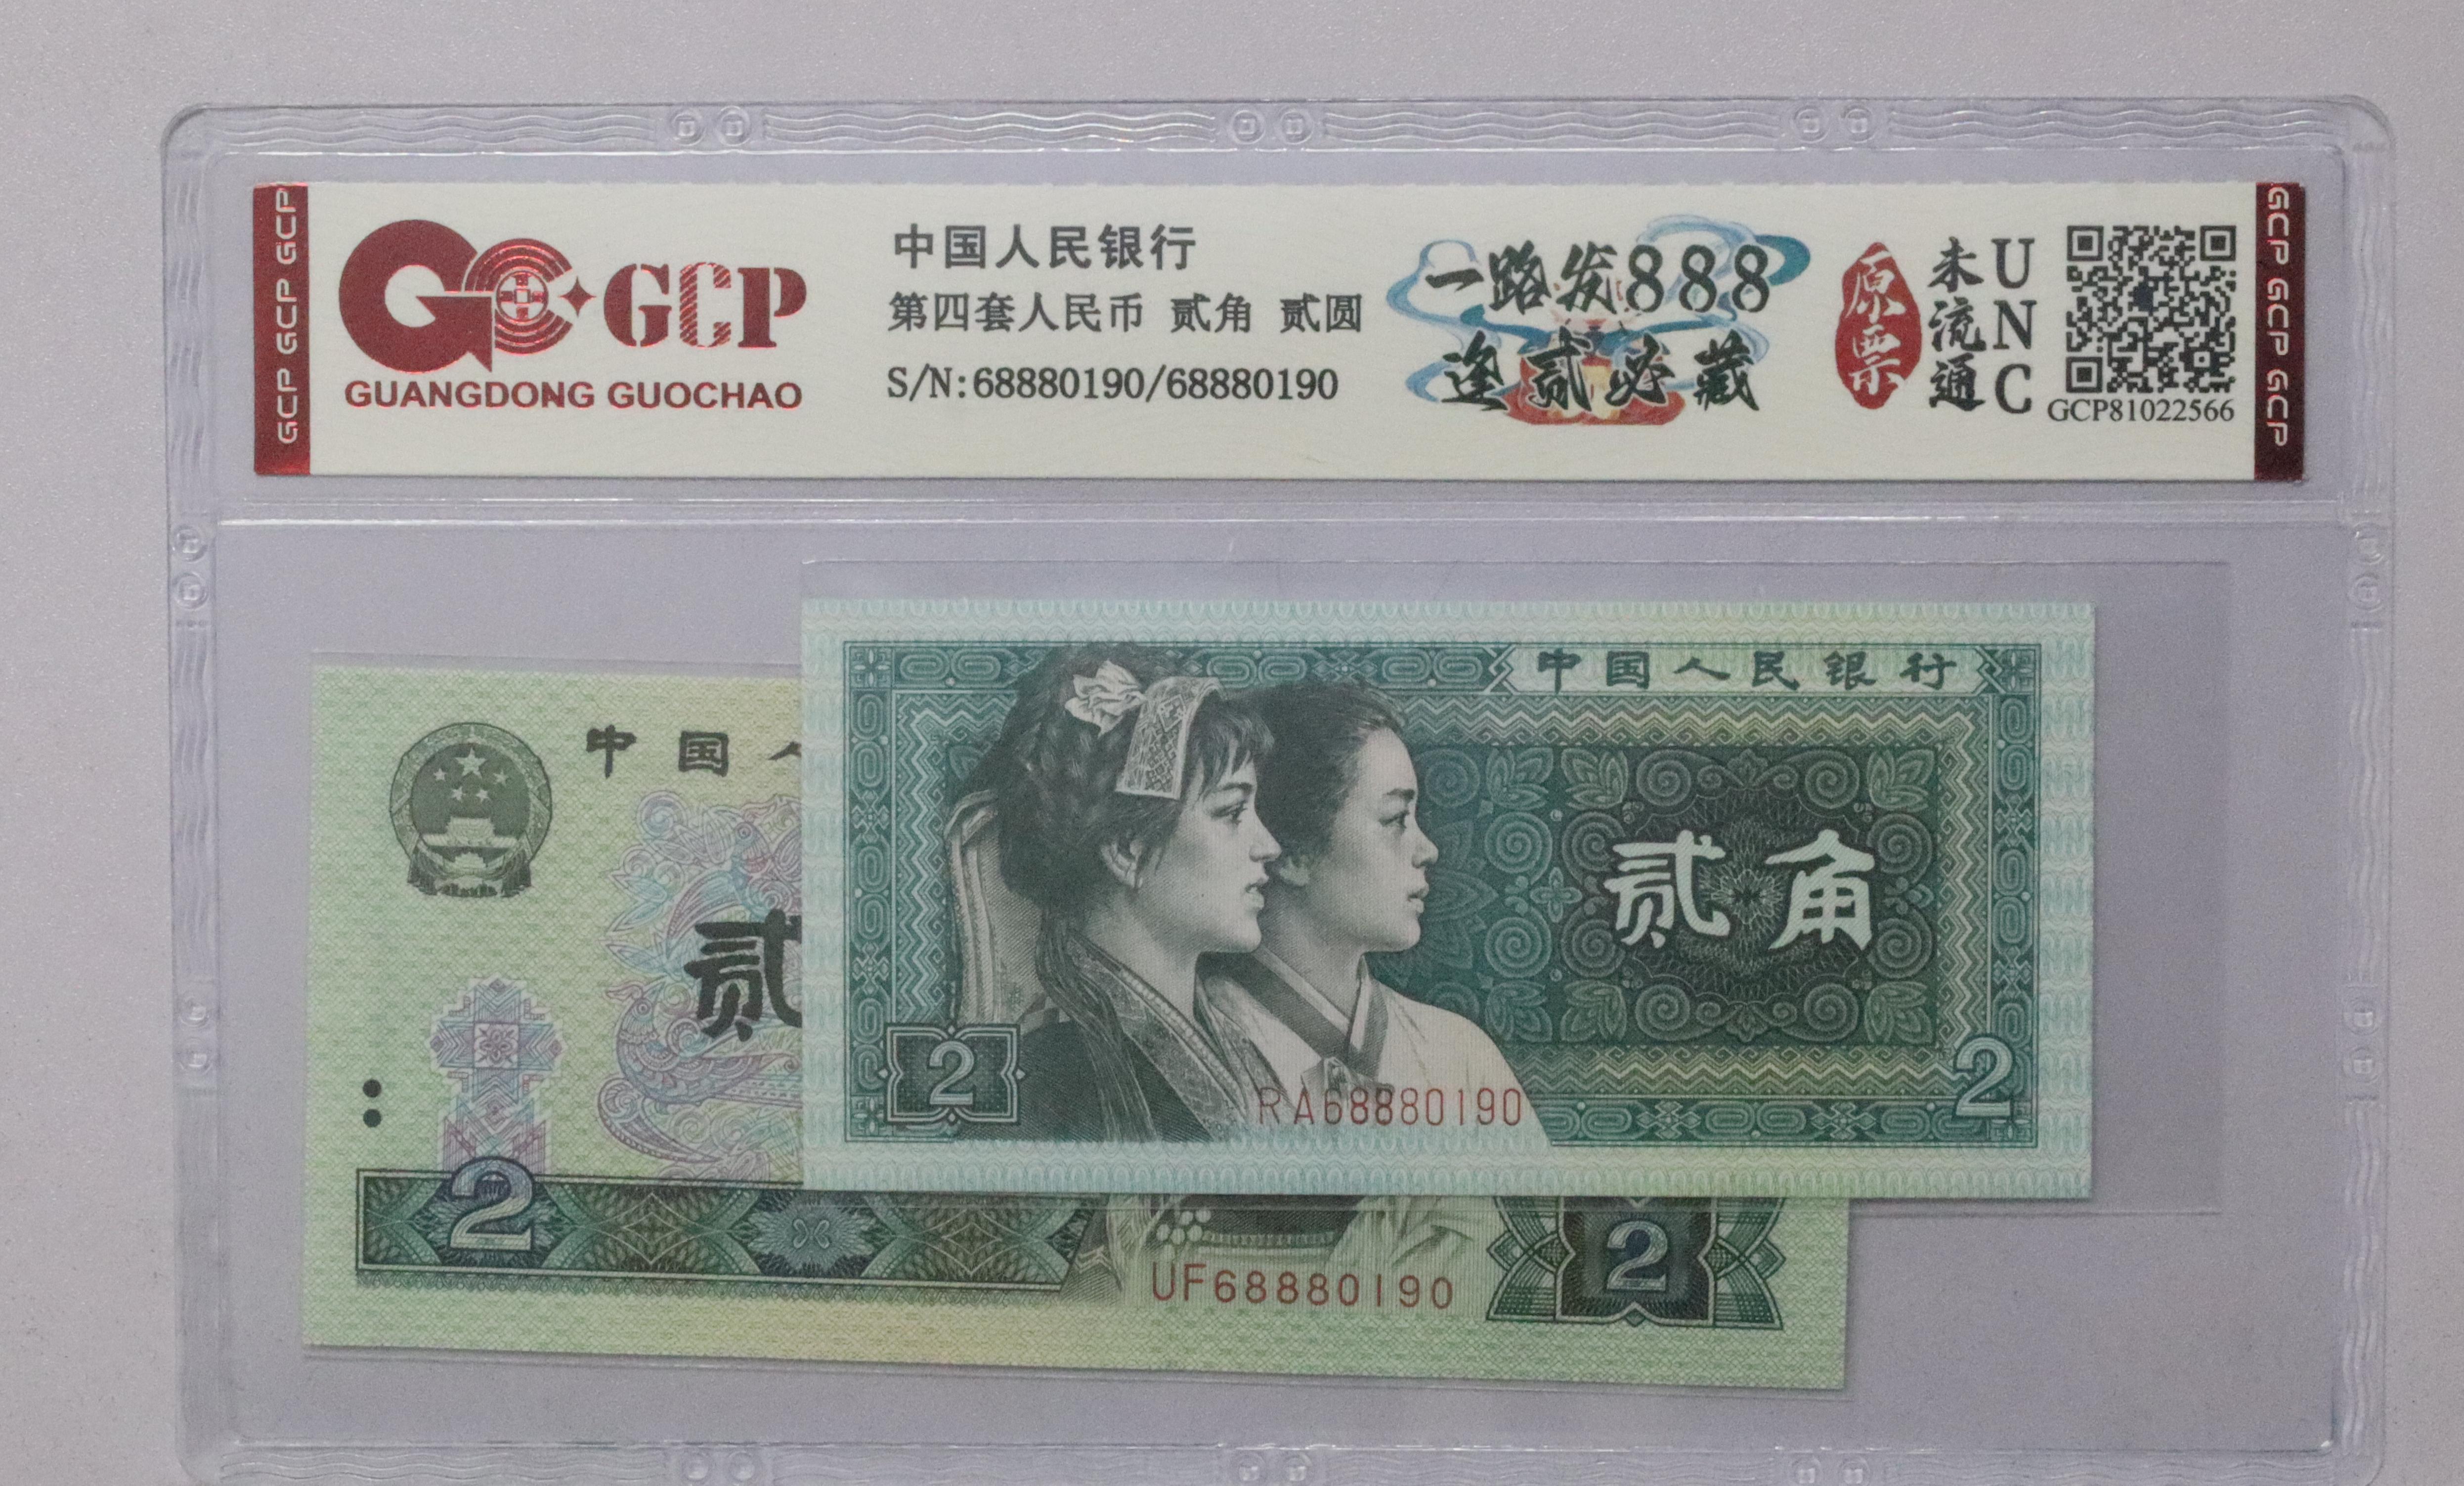 GCP GCP GCP
GCP
GUANGDONG GUOCHAO
中国人民银行
第四套人民币 贰角 贰圆
S/N:68880190/68880190
一路发888
逢贰必藏
原票
未流通
UNC
GCP81022566
GCP GCP GCP
中国人民银行
贰角
2
2
RA68880190
中国人
贰
2
2
UF68880190